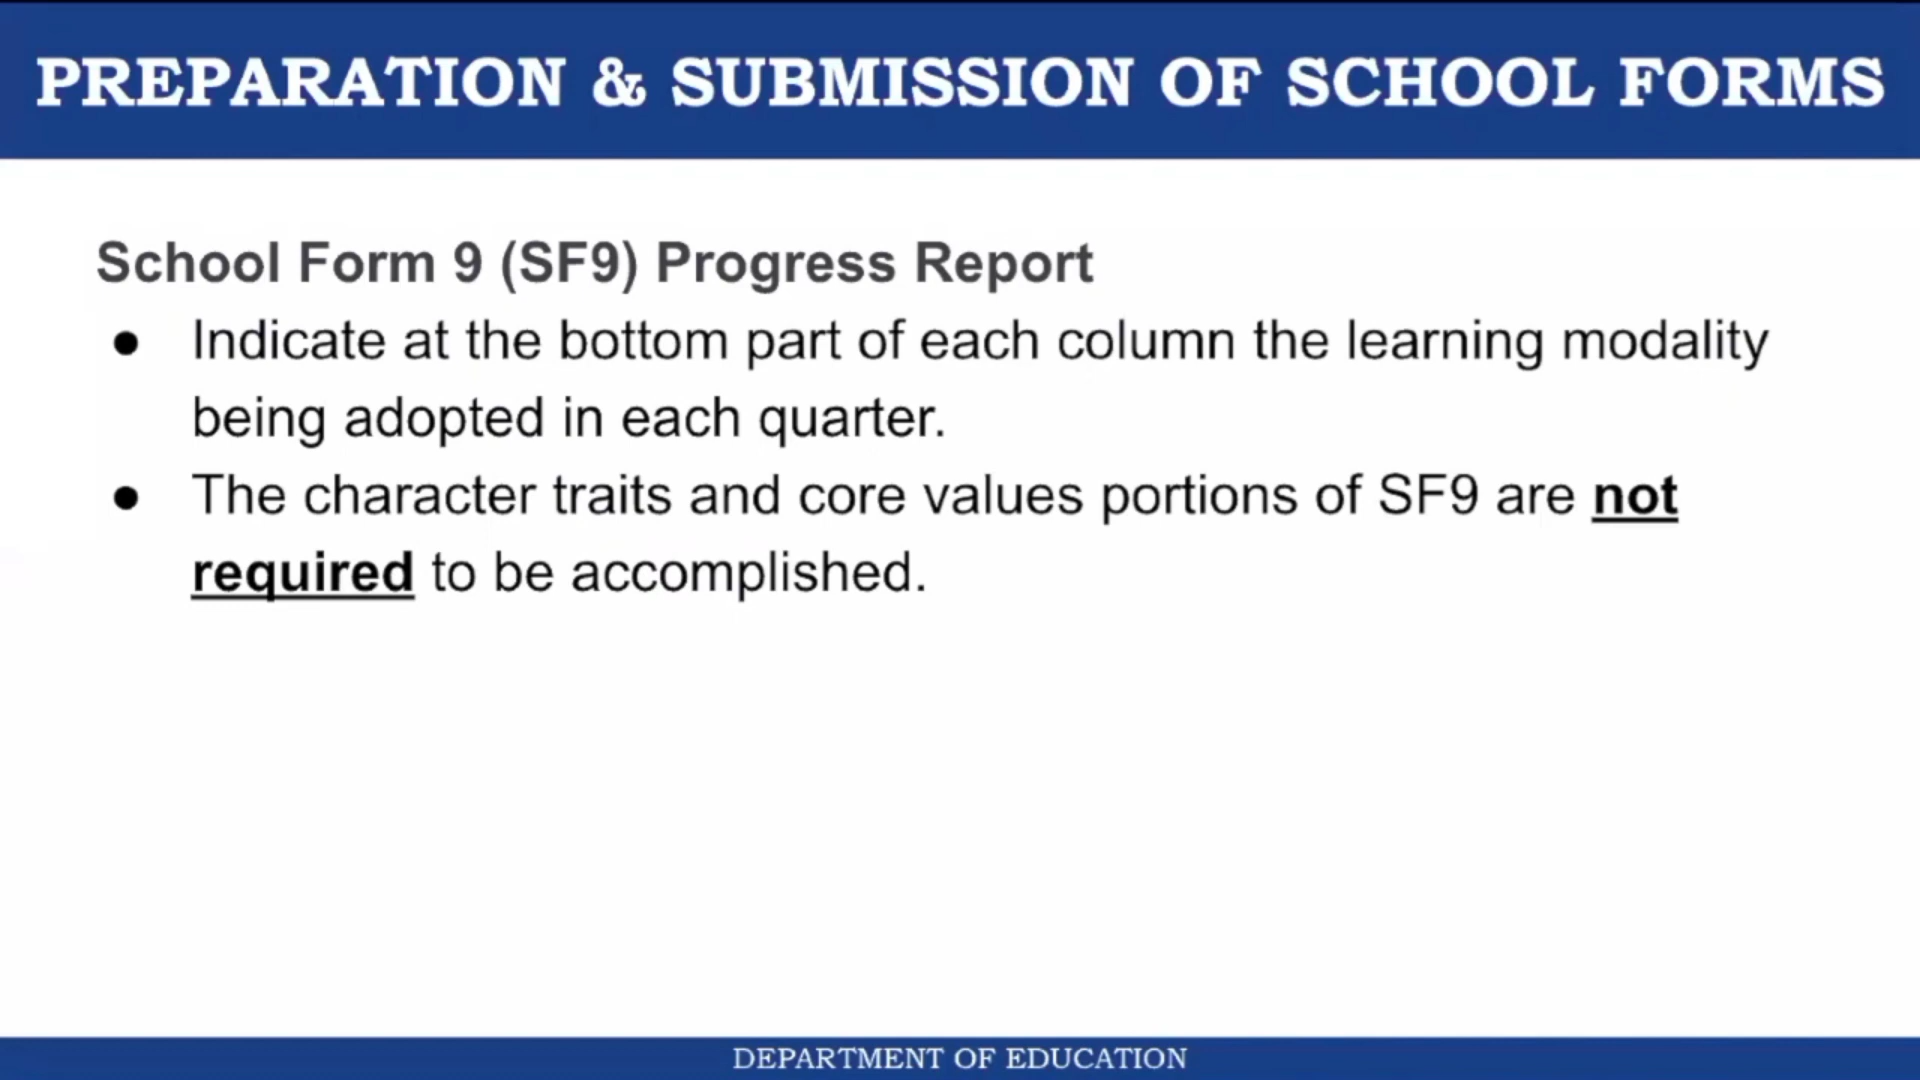 PREPARATION & SUBMISSION OF SCHOOL FORMS
School Form 9 (SF9) Progress Report
● Indicate at the bottom part of each column the learning modality
being adopted in each quarter.
● The character traits and core values portions of SF9 are not
required to be accomplished.
DEPARTMENT OF EDUCATION